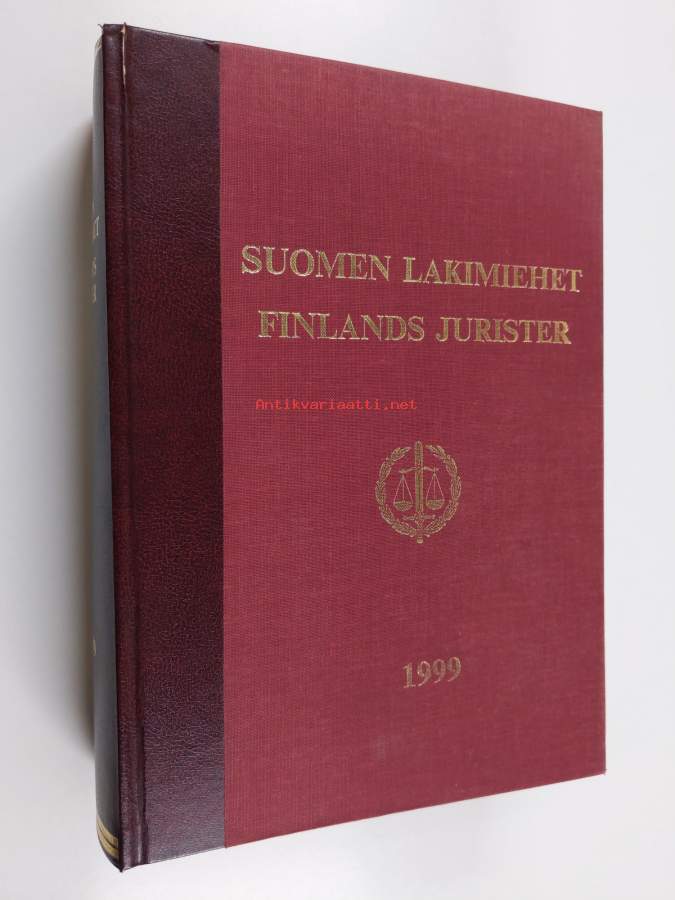 SUOMEN LAKIMIEHET
FINLANDS JURISTER
Antikvariaatti.net
1999